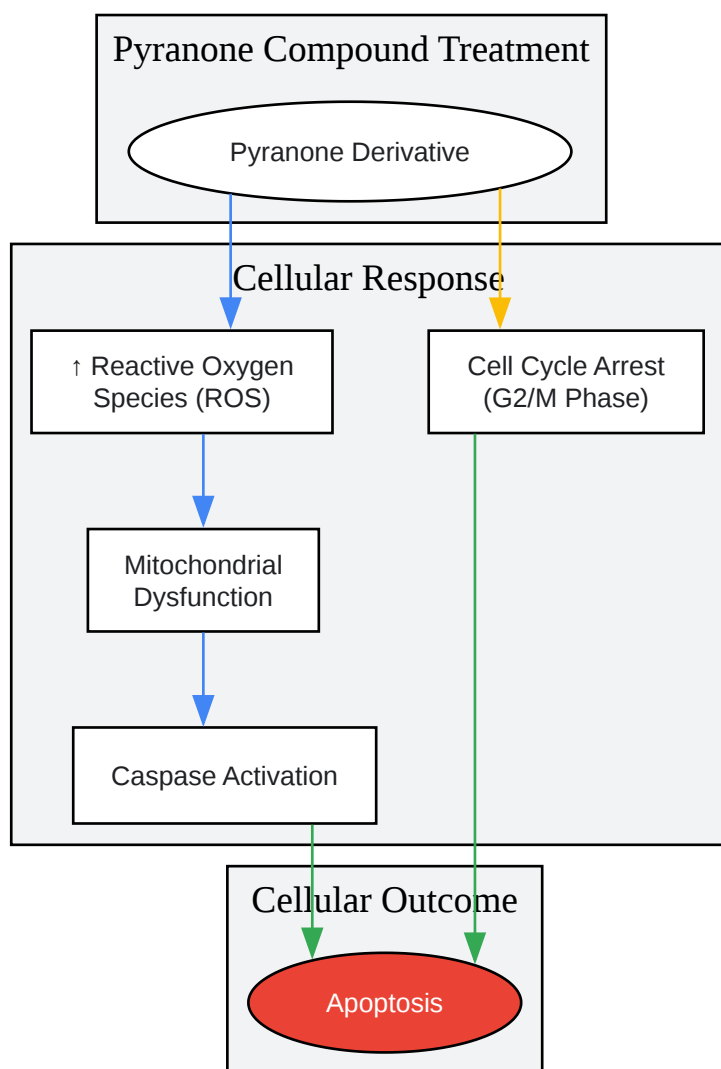 Pyranone Compound Treatment
Pyranone Derivative
Cellular Response
↑ Reactive Oxygen
Species (ROS)
Cell Cycle Arrest
(G2/M Phase)
Mitochondrial
Dysfunction
Caspase Activation
Cellular Outcome
Apoptosis